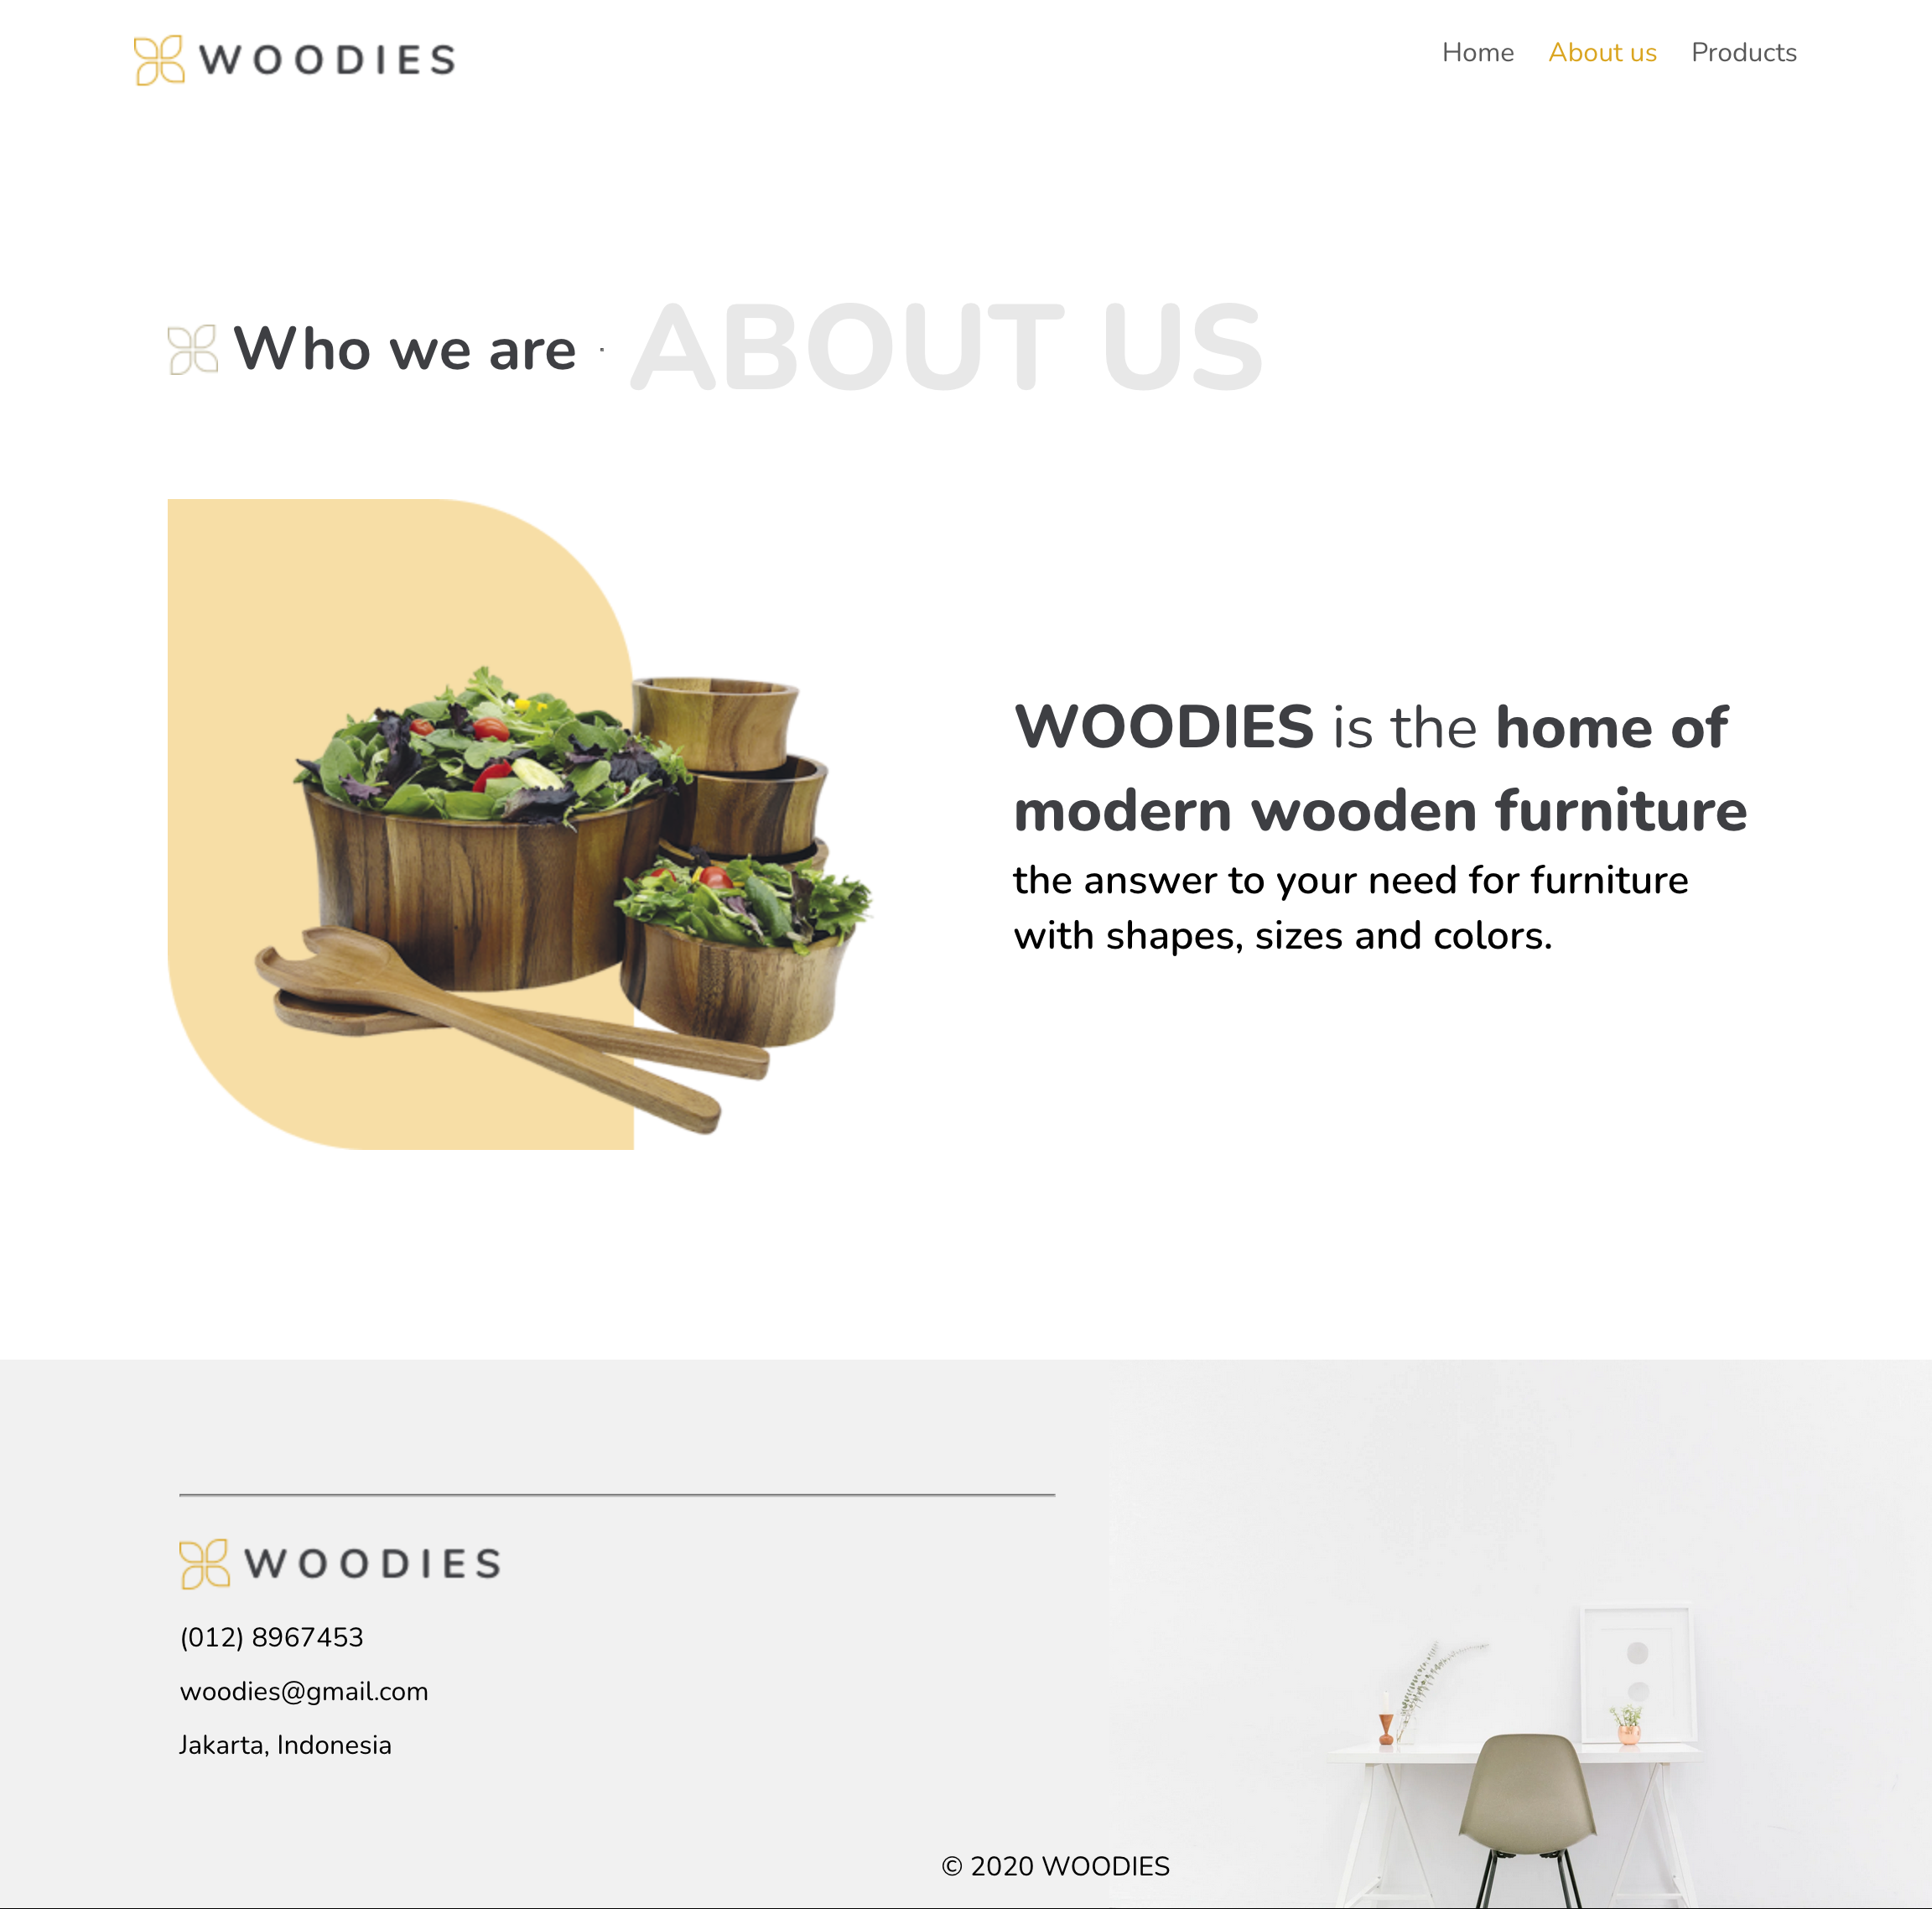 WOODIES
Home About us Products
Who we are · ABOUT US
WOODIES is the home of
modern wooden furniture
the answer to your need for furniture
with shapes, sizes and colors.
WOODIES
(012) 8967453
woodies@gmail.com
Jakarta, Indonesia
© 2020 WOODIES